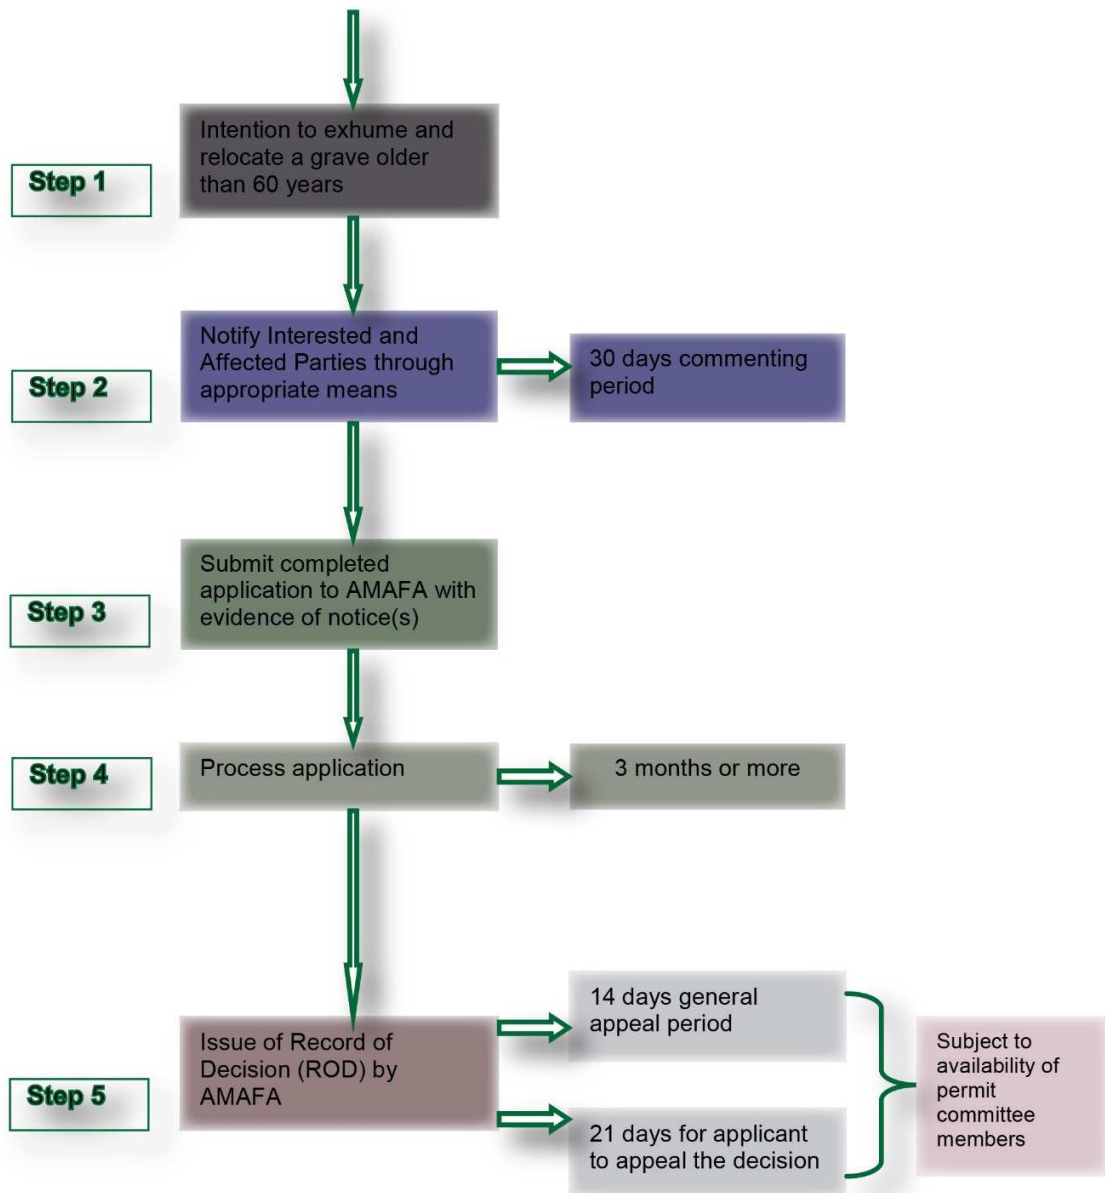 Step 1
Intention to exhume and
relocate a grave older
than 60 years
Step 2
Notify Interested and
Affected Parties through
appropriate means
30 days commenting
period
Step 3
Submit completed
application to AMAFA with
evidence of notice(s)
Step 4
Process application
3 months or more
Step 5
Issue of Record of
Decision (ROD) by
AMAFA
14 days general
appeal period
21 days for applicant
to appeal the decision
Subject to
availability of
permit
committee
members